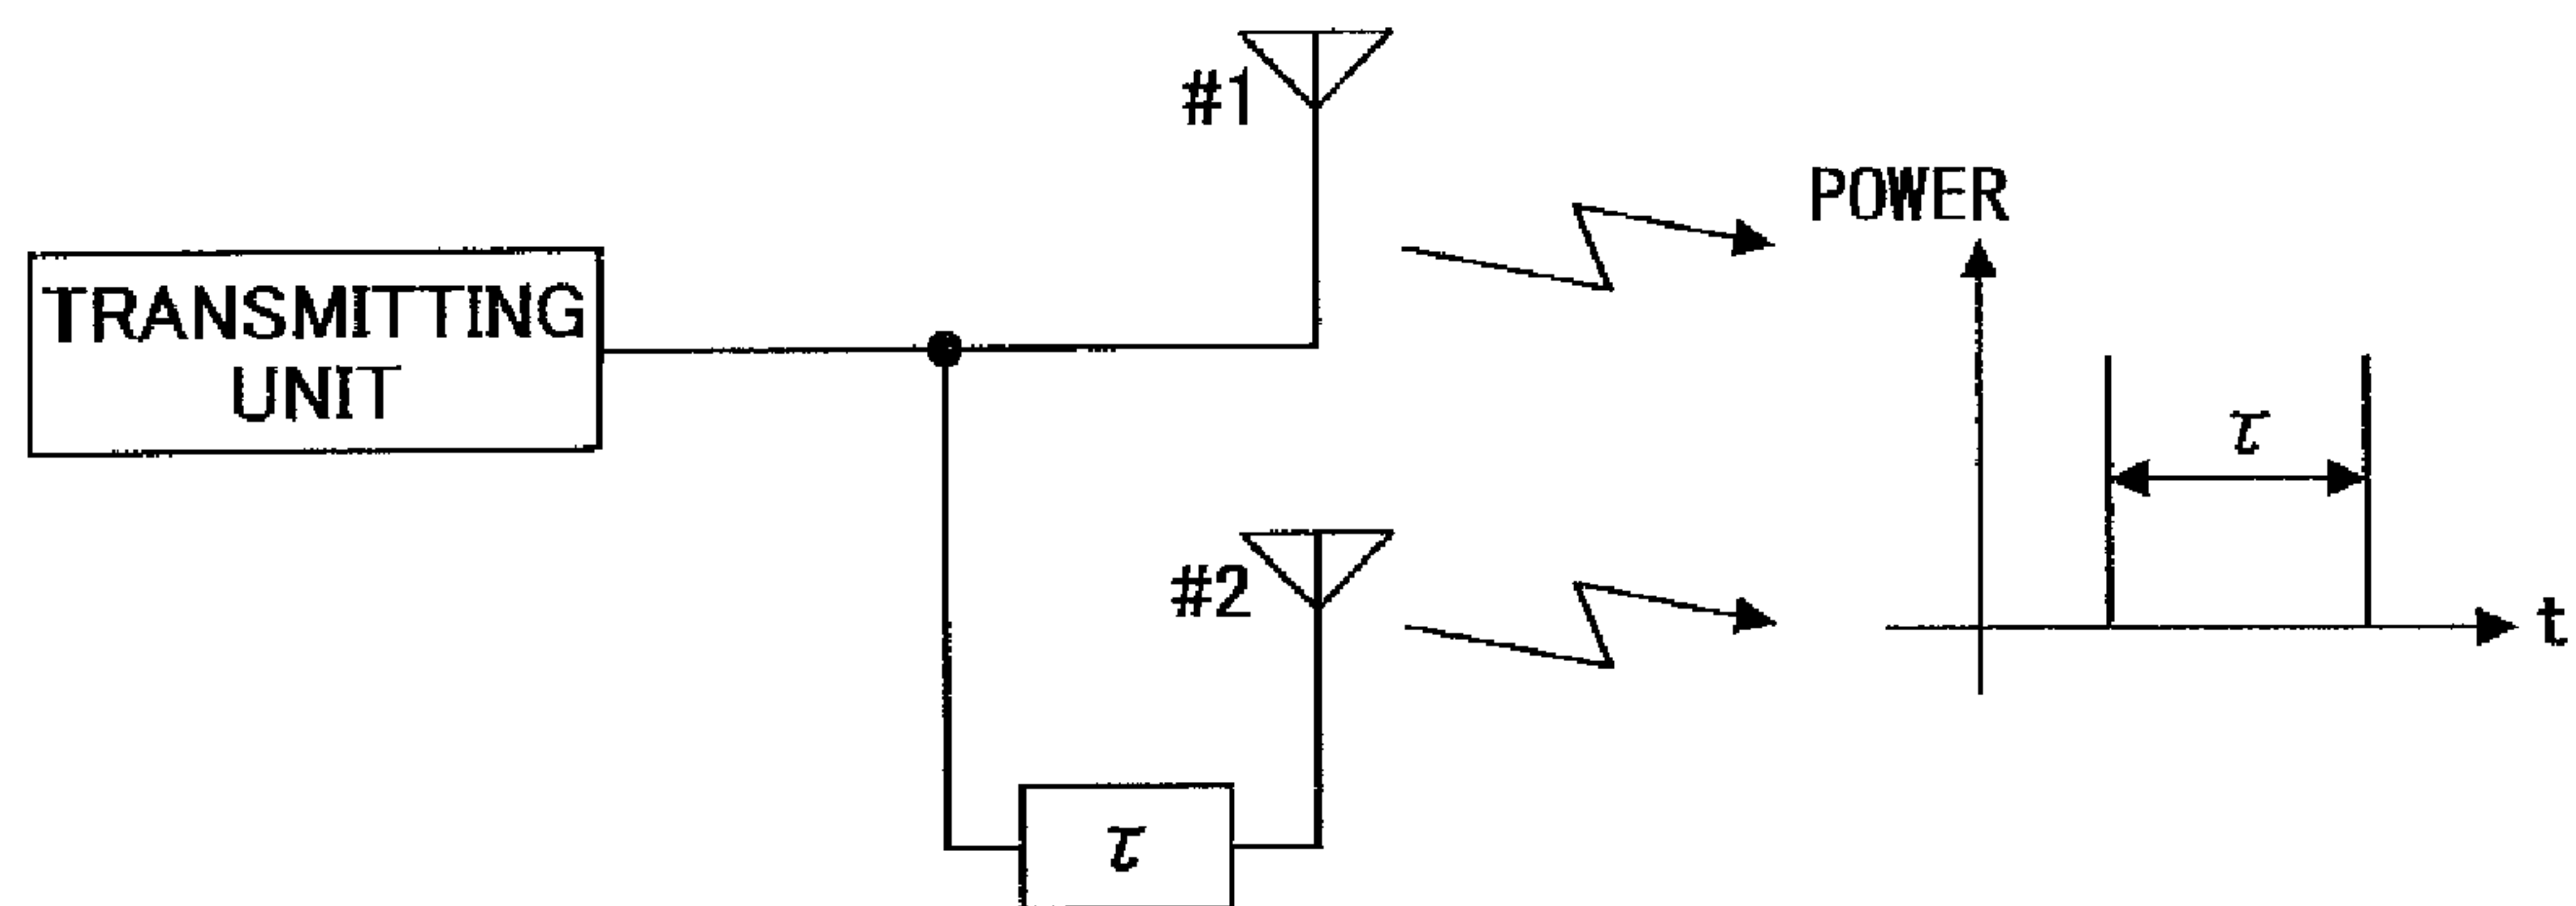 #1
POWER
TRANSMITTING
UNIT
τ
#2
t
τ